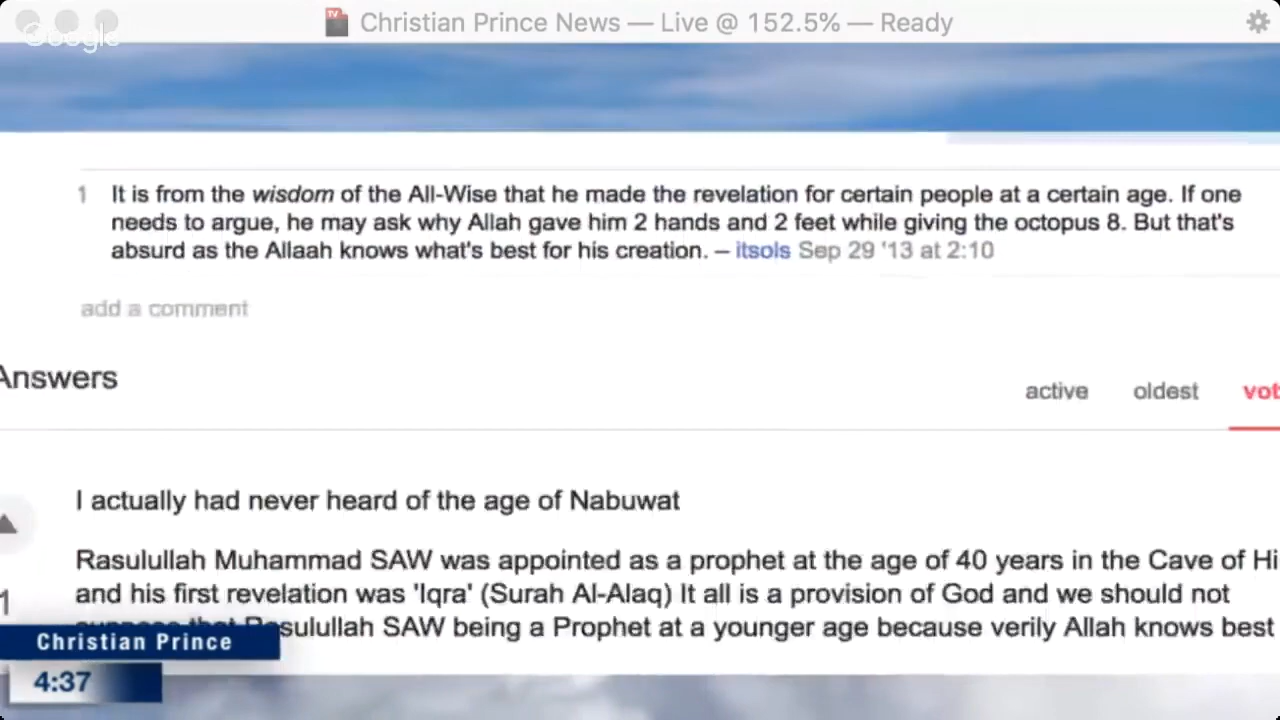 Christian Prince News — Live @ 152.5% — Ready
Google
1 It is from the wisdom of the All-Wise that he made the revelation for certain people at a certain age. If one
needs to argue, he may ask why Allah gave him 2 hands and 2 feet while giving the octopus 8. But that's
absurd as the Allaah knows what's best for his creation. – itsols Sep 29 '13 at 2:10
add a comment
Answers
active oldest vot
I actually had never heard of the age of Nabuwat
Rasulullah Muhammad SAW was appointed as a prophet at the age of 40 years in the Cave of Hi
1 and his first revelation was 'Iqra' (Surah Al-Alaq) It all is a provision of God and we should not
suppose that Rasulullah SAW being a Prophet at a younger age because verily Allah knows best
Christian Prince
4:37